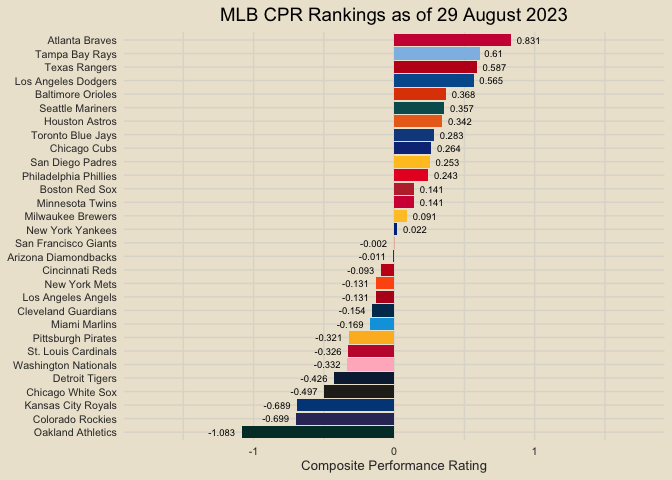 MLB CPR Rankings as of 29 August 2023
Atlanta Braves 0.831
Tampa Bay Rays 0.61
Texas Rangers 0.587
Los Angeles Dodgers 0.565
Baltimore Orioles 0.368
Seattle Mariners 0.357
Houston Astros 0.342
Toronto Blue Jays 0.283
Chicago Cubs 0.264
San Diego Padres 0.253
Philadelphia Phillies 0.243
Boston Red Sox 0.141
Minnesota Twins 0.141
Milwaukee Brewers 0.091
New York Yankees 0.022
San Francisco Giants -0.002
Arizona Diamondbacks -0.011
Cincinnati Reds -0.093
New York Mets -0.131
Los Angeles Angels -0.131
Cleveland Guardians -0.154
Miami Marlins -0.169
Pittsburgh Pirates -0.321
St. Louis Cardinals -0.326
Washington Nationals -0.332
Detroit Tigers -0.426
Chicago White Sox -0.497
Kansas City Royals -0.689
Colorado Rockies -0.699
Oakland Athletics -1.083
-1 0 1
Composite Performance Rating